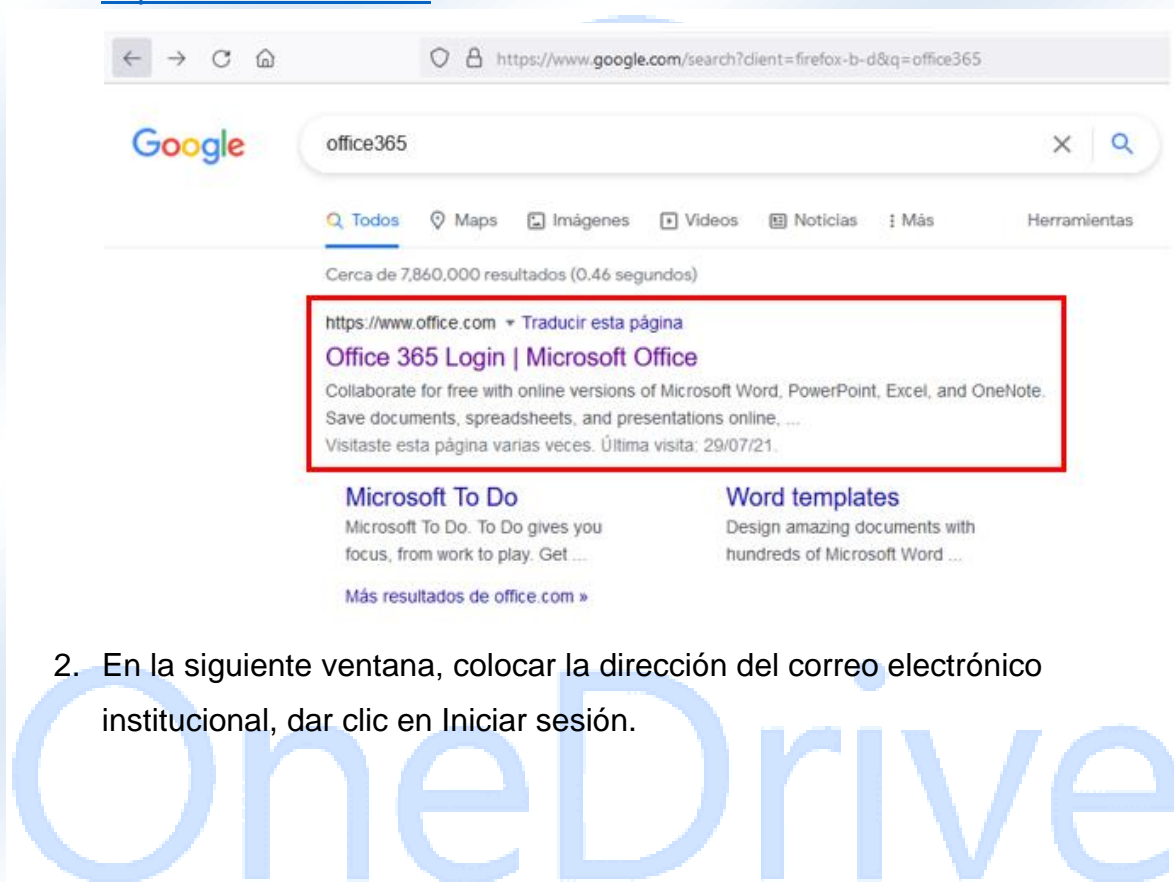 https://www.google.com/search?client=firefox-b-d&q=office365
Google
office365
Todos Maps Imágenes Videos Noticias Más Herramientas
Cerca de 7,860,000 resultados (0.46 segundos)
https://www.office.com Traducir esta página
Office 365 Login | Microsoft Office
Collaborate for free with online versions of Microsoft Word, PowerPoint, Excel, and OneNote.
Save documents, spreadsheets, and presentations online, ...
Visitaste esta página varias veces. Última visita: 29/07/21.
Microsoft To Do
Microsoft To Do. To Do gives you
focus, from work to play. Get ...
Word templates
Design amazing documents with
hundreds of Microsoft Word ...
Más resultados de office.com »
2. En la siguiente ventana, colocar la dirección del correo electrónico
institucional, dar clic en Iniciar sesión.
OneDrive